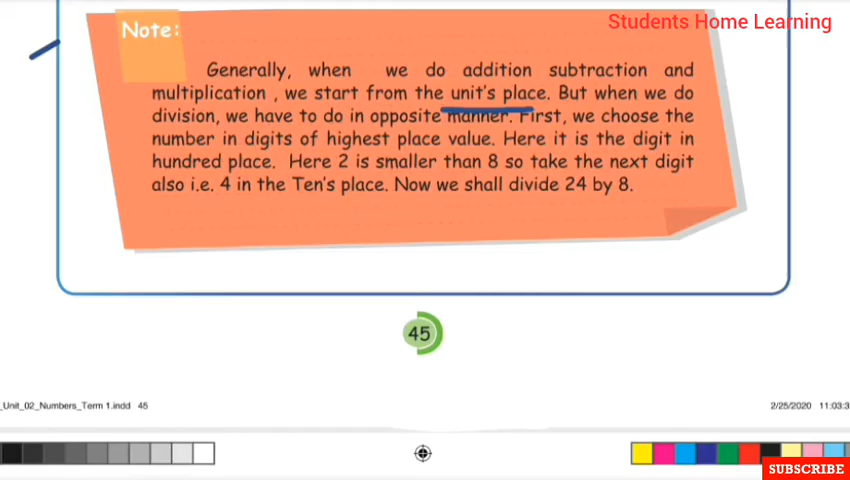 Students Home Learning
Note:
Generally, when we do addition subtraction and
multiplication , we start from the unit's place. But when we do
division, we have to do in opposite manner. First, we choose the
number in digits of highest place value. Here it is the digit in
hundred place. Here 2 is smaller than 8 so take the next digit
also i.e. 4 in the Ten's place. Now we shall divide 24 by 8.
45
_Unit_02_Numbers_Term 1.indd 45
2/25/2020 11:03:3
SUBSCRIBE